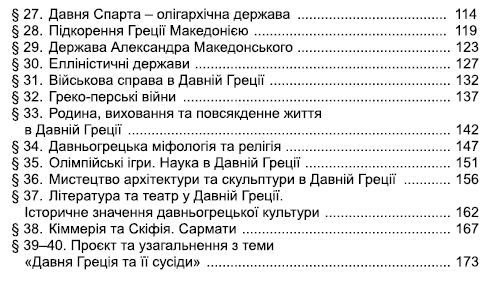 § 27. Давня Спарта – олігархічна держава ........................................ 114
§ 28. Підкорення Греції Македонією .................................................. 119
§ 29. Держава Александра Македонського ........................................ 123
§ 30. Елліністичні держави .................................................. 127
§ 31. Військова справа в Давній Греції ............................................ 132
§ 32. Греко-перські війни .................................................. 137
§ 33. Родина, виховання та повсякденне життя
в Давній Греції .................................................. 142
§ 34. Давньогрецька міфологія та релігія .......................................... 147
§ 35. Олімпійські ігри. Наука в Давній Греції .................................... 151
§ 36. Мистецтво архітектури та скульптури в Давній Греції ........... 156
§ 37. Література та театр у Давній Греції.
Історичне значення давньогрецької культури .......................... 162
§ 38. Кіммерія та Скіфія. Сармати .................................................. 167
§ 39–40. Проєкт та узагальнення з теми
«Давня Греція та її сусіди» .................................................. 173